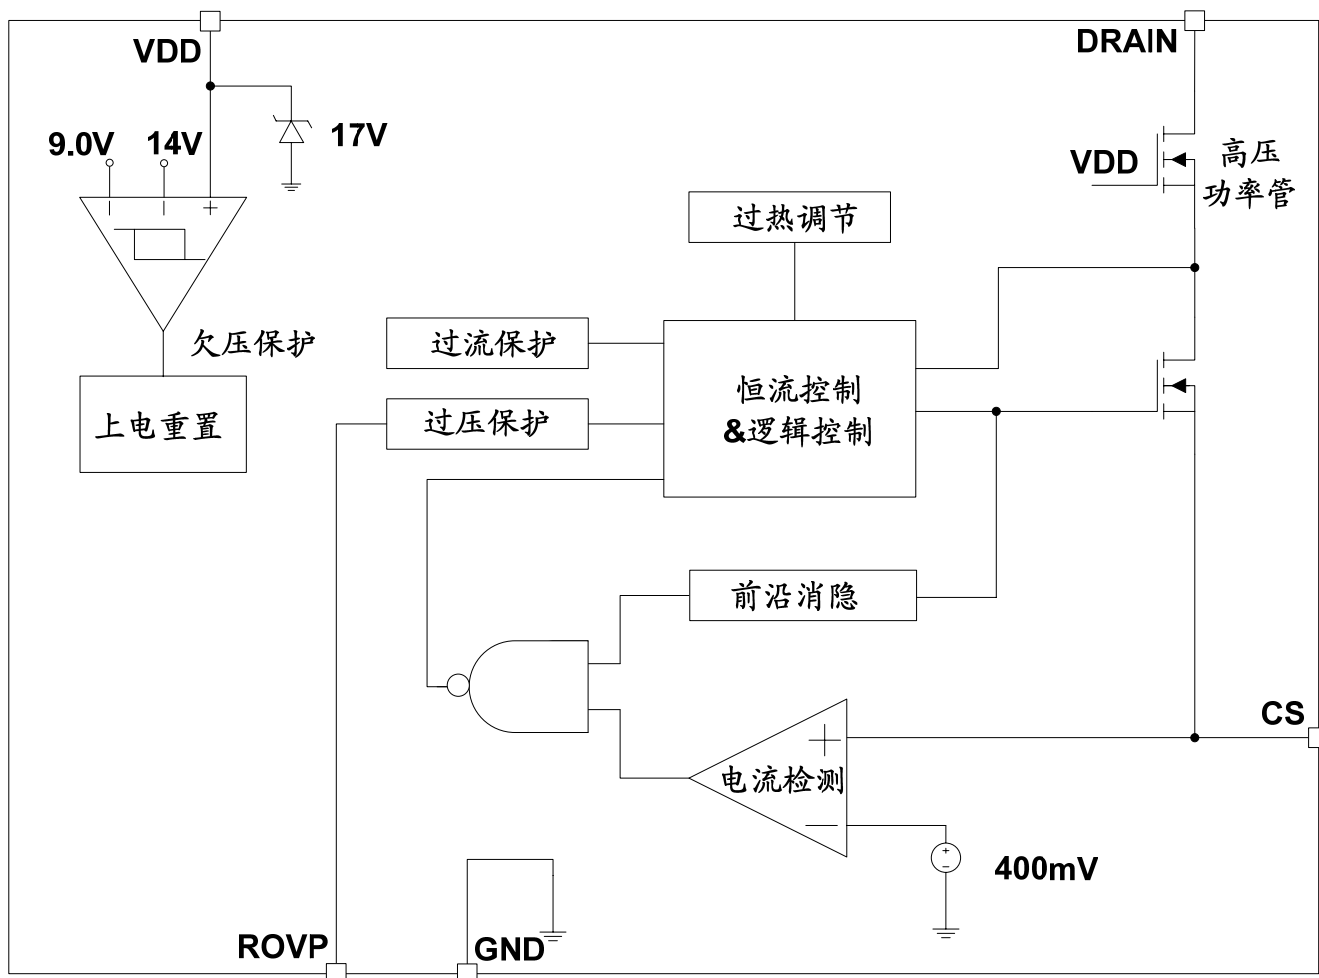 VDD
DRAIN
9.0V
14V
17V
VDD
高压
功率管
过热调节
欠压保护
过流保护
上电重置
过压保护
恒流控制
&逻辑控制
前沿消隐
CS
电流检测
400mV
ROVP
GND